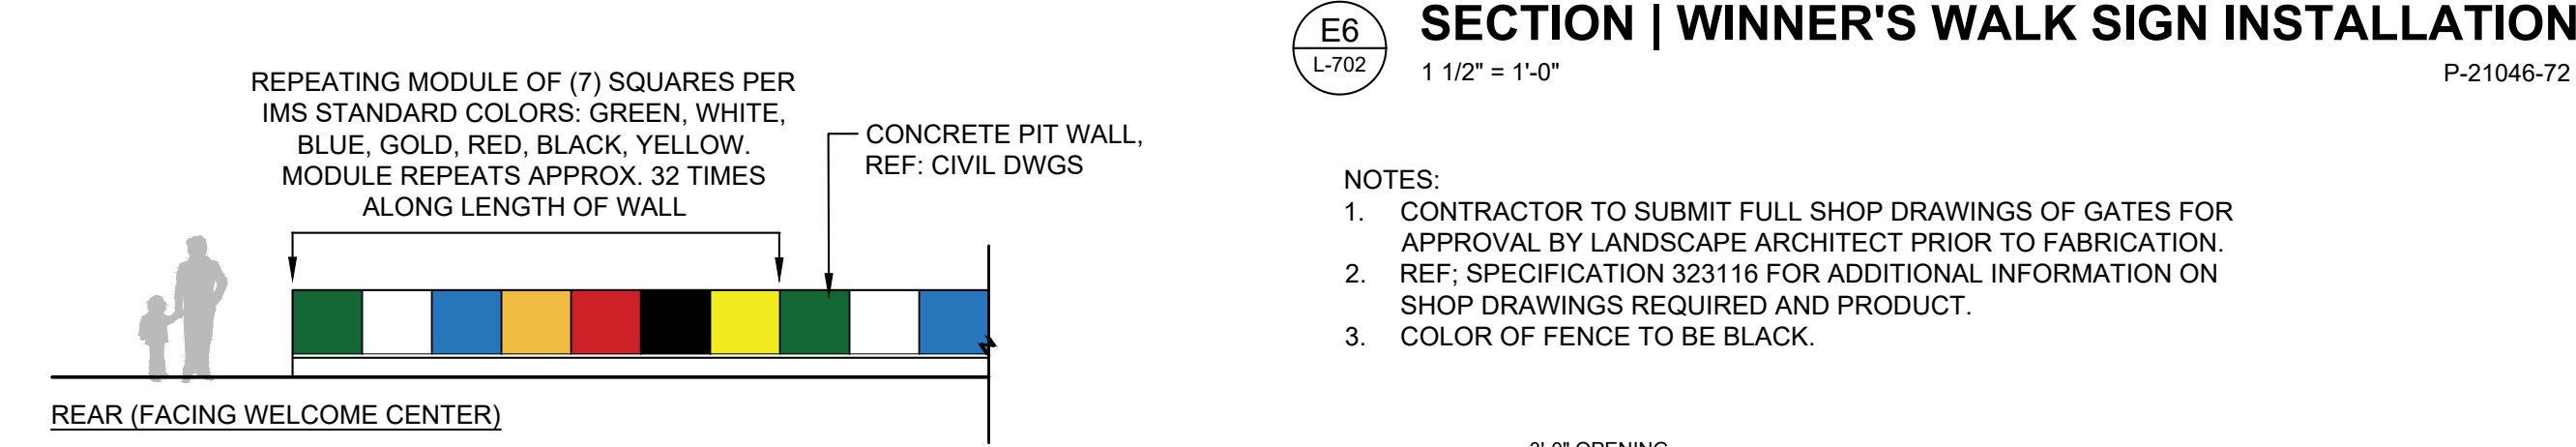 E6
L-702
SECTION | WINNER'S WALK SIGN INSTALLATION
1 1/2" = 1'-0"
P-21046-72
REPEATING MODULE OF (7) SQUARES PER
IMS STANDARD COLORS: GREEN, WHITE,
BLUE, GOLD, RED, BLACK, YELLOW.
MODULE REPEATS APPROX. 32 TIMES
ALONG LENGTH OF WALL
CONCRETE PIT WALL,
REF: CIVIL DWGS
REAR (FACING WELCOME CENTER)
NOTES:
1. CONTRACTOR TO SUBMIT FULL SHOP DRAWINGS OF GATES FOR
APPROVAL BY LANDSCAPE ARCHITECT PRIOR TO FABRICATION.
2. REF; SPECIFICATION 323116 FOR ADDITIONAL INFORMATION ON
SHOP DRAWINGS REQUIRED AND PRODUCT.
3. COLOR OF FENCE TO BE BLACK.
OPENING